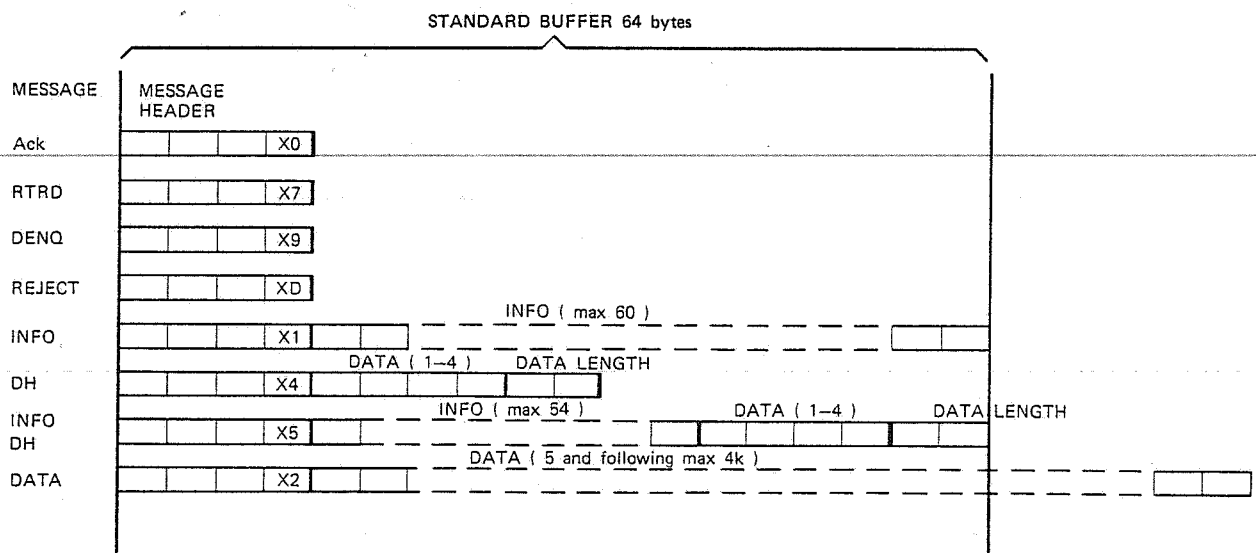 STANDARD BUFFER 64 bytes
MESSAGE MESSAGE HEADER
Ack X0
RTRD X7
DENQ X9
REJECT XD
INFO ( max 60 )
INFO X1
DATA ( 1–4 ) DATA LENGTH
DH X4
INFO ( max 54 ) DATA ( 1–4 ) DATA LENGTH
INFO DH X5
DATA ( 5 and following max 4k )
DATA X2